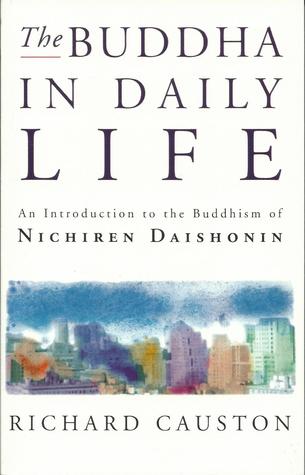 The BUDDHA
IN DAILY
LIFE
An Introduction to the Buddhism of
NICHIREN DAISHONIN
RICHARD CAUSTON